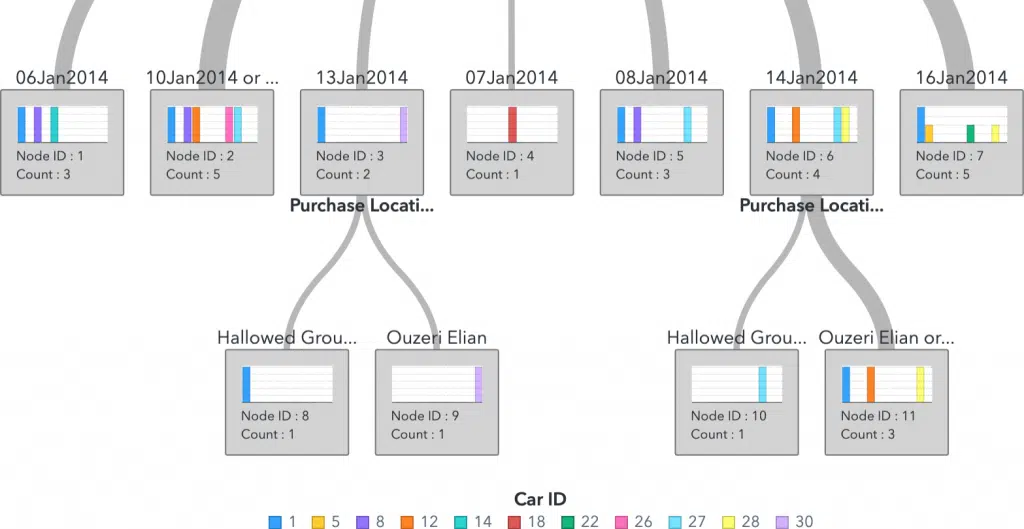 06Jan2014
10Jan2014 or ...
13Jan2014
07Jan2014
08Jan2014
14Jan2014
16Jan2014
Node ID : 1
Count : 3
Node ID : 2
Count : 5
Node ID : 3
Count : 2
Node ID : 4
Count : 1
Node ID : 5
Count : 3
Node ID : 6
Count : 4
Node ID : 7
Count : 5
Purchase Locati...
Purchase Locati...
Hallowed Grou...
Ouzeri Elian
Hallowed Grou...
Ouzeri Elian or...
Node ID : 8
Count : 1
Node ID : 9
Count : 1
Node ID : 10
Count : 1
Node ID : 11
Count : 3
Car ID
1 5 8 12 14 18 22 26 27 28 30